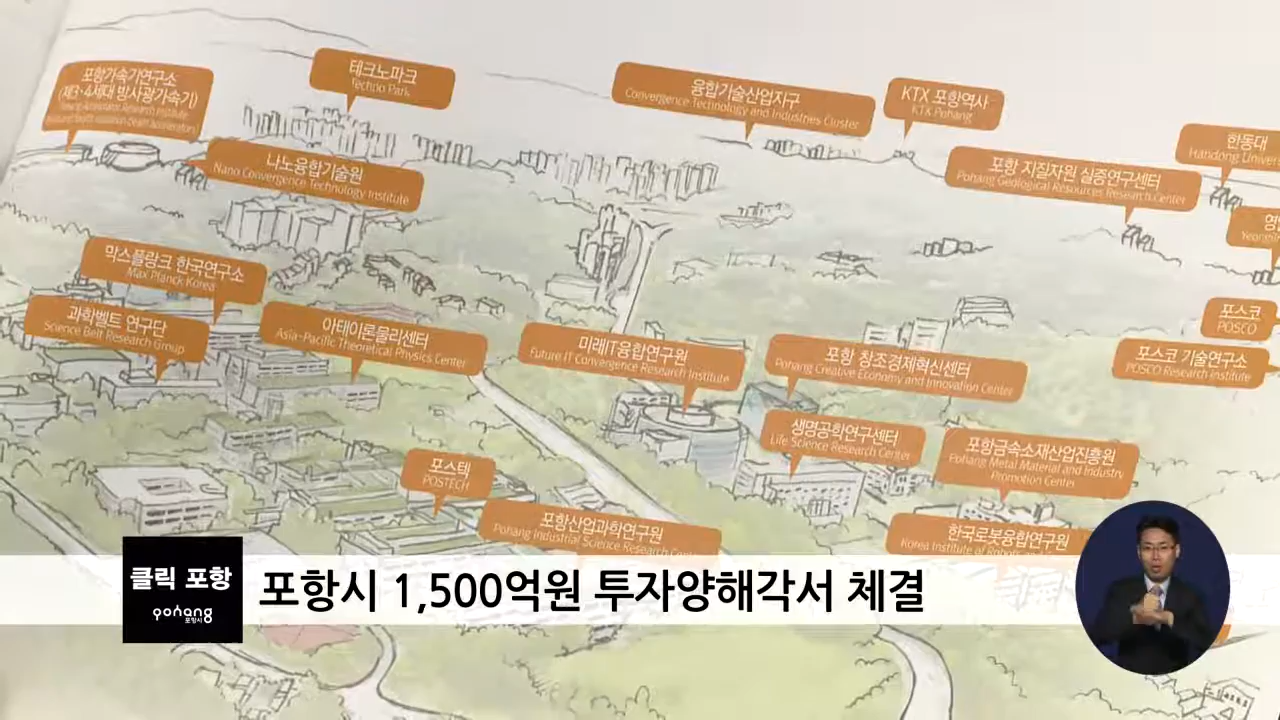 포항가속기연구소
(제3·4세대 방사광가속기)
테크노파크
Techno Park
융합기술산업지구
Convergence Technology and Industries Cluster
KTX 포항역사
KTX Pohang
한동대
Handong
나노융합기술원
Nano Convergence Technology Institute
포항 지질자원 실증연구센터
Pohang Geological Resources Research Center
막스플랑크 한국연구소
Max Planck Korea
과학벨트 연구단
Science Belt Research Group
아태이론물리센터
Asia-Pacific Theoretical Physics Center
미래IT융합연구원
Future IT Convergence Research Institute
포항 창조경제혁신센터
Pohang Creative Economy and Innovation Center
포스코
POSCO
포스코 기술연구소
POSCO Research Institute
생명공학연구센터
Life Science Research Center
포항금속소재산업진흥원
Pohang Metal Material and Industry
Promotion Center
포스텍
POSTECH
포항산업과학연구원
Pohang Industrial Science Research
한국로봇융합연구원
Korea Institute of
클릭 포항
pohang
포항시
포항시 1,500억원 투자양해각서 체결